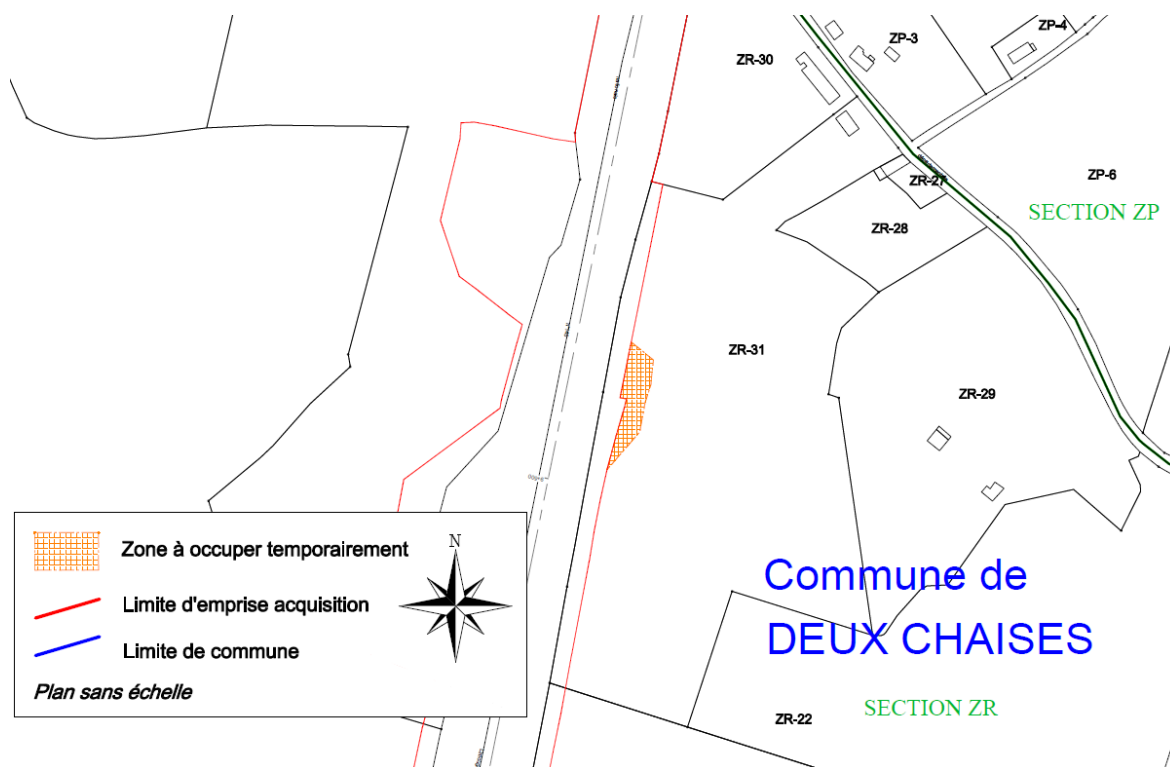 ZP-4
ZP-3
ZR-30
ZP-6
ZR-27
SECTION ZP
ZR-28
ZR-31
ZR-29
Zone à occuper temporairement
N
Limite d'emprise acquisition
Limite de commune
Plan sans échelle
Commune de
DEUX CHAISES
SECTION ZR
ZR-22